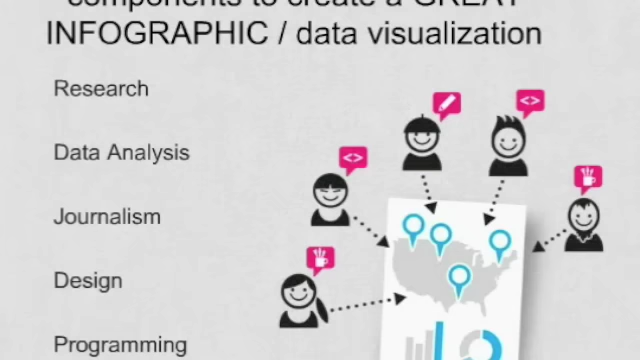 components to create a GREAT
INFOGRAPHIC / data visualization
Research
Data Analysis
Journalism
Design
Programming